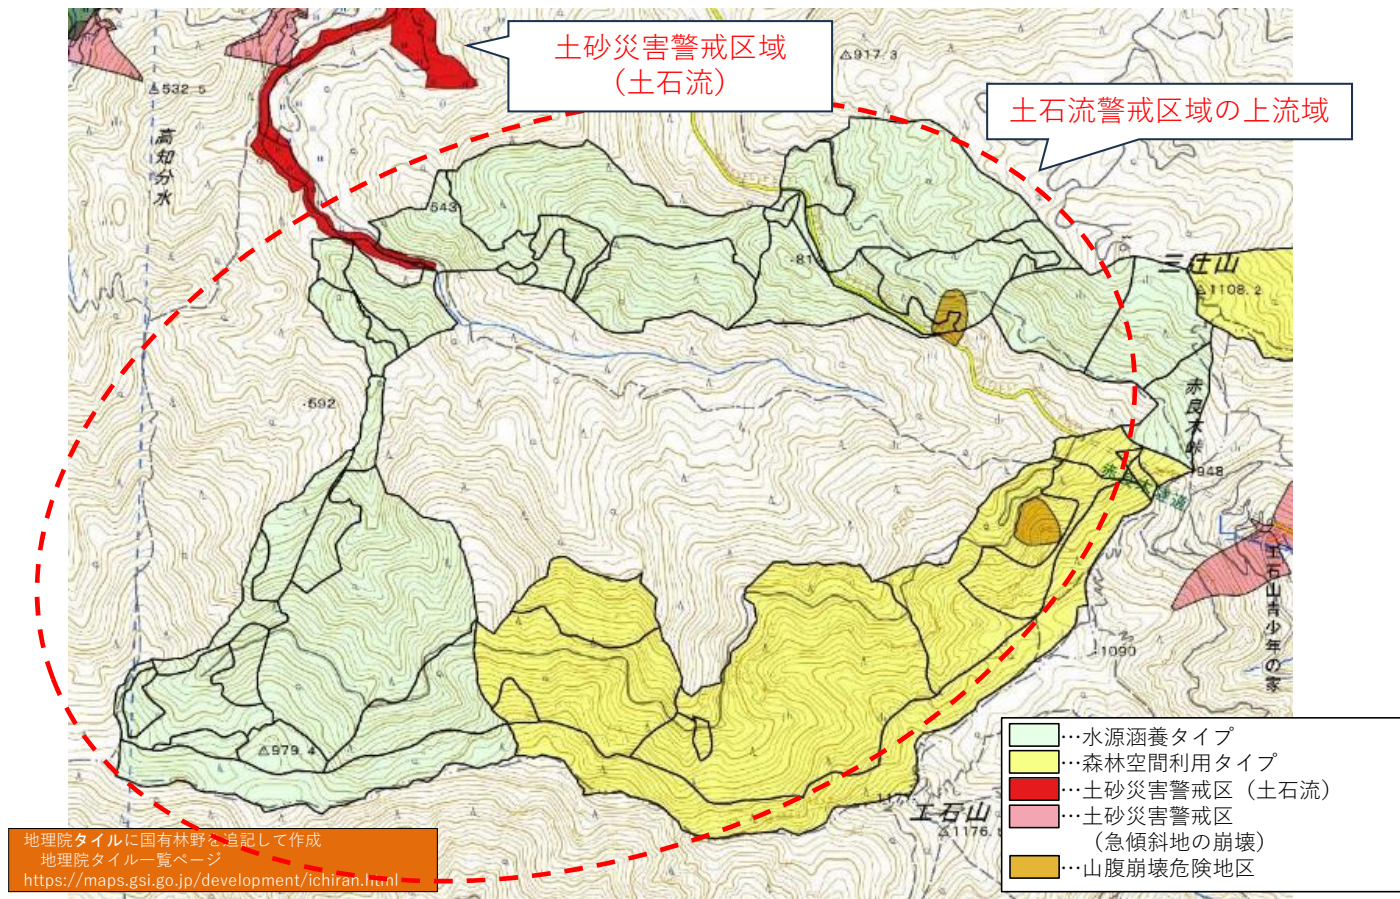 土砂災害警戒区域
（土石流）
土石流警戒区域の上流域
△917.3
△532.5
高知分水
543
三辻山
△1108.2
・592
赤良木峠
・948
工石山青少年の家
・1090
△979.4
工石山
…水源涵養タイプ
…森林空間利用タイプ
…土砂災害警戒区（土石流）
…土砂災害警戒区
（急傾斜地の崩壊）
…山腹崩壊危険地区
地理院タイルに国有林野を追記して作成
地理院タイル一覧ページ
https://maps.gsi.go.jp/development/ichiran.html